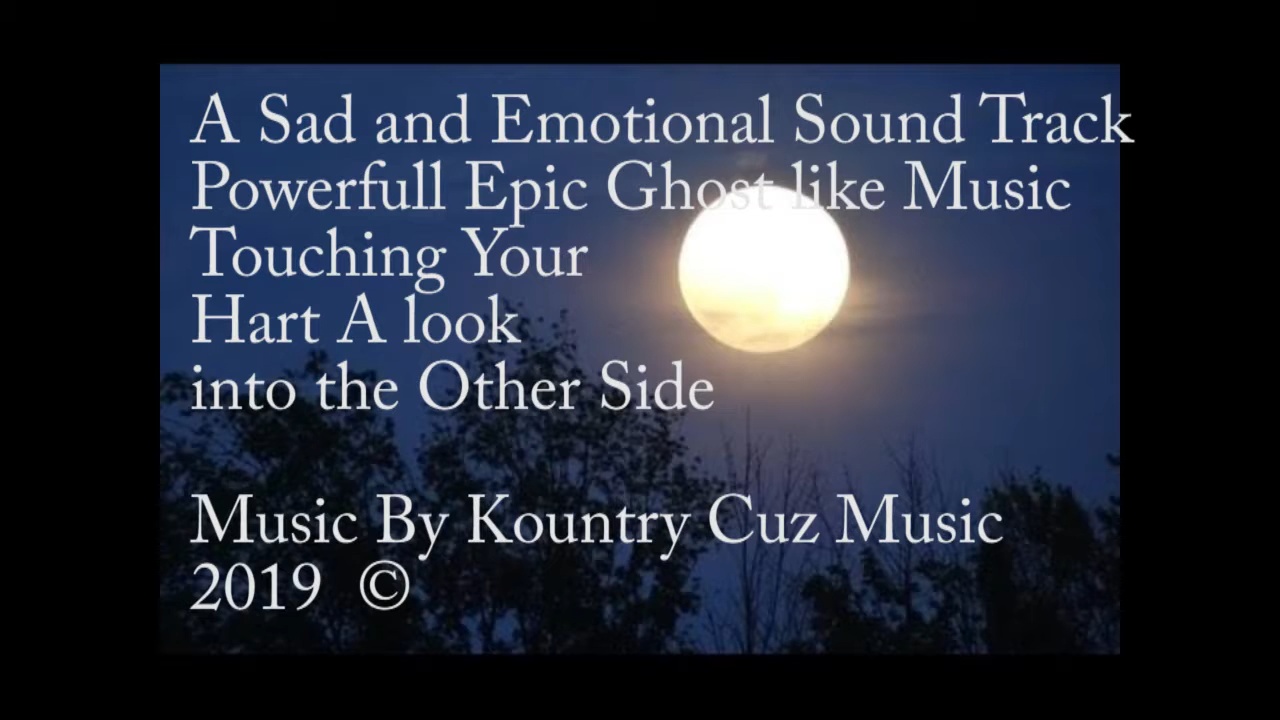 A Sad and Emotional Sound Track
Powerfull Epic Ghost like Music
Touching Your
Hart A look
into the Other Side
Music By Kountry Cuz Music
2019 ©